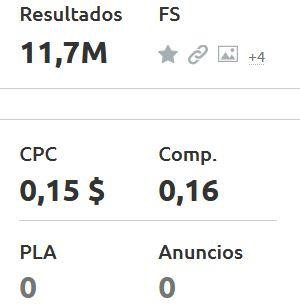 Resultados FS
11,7M +4
CPC Comp.
0,15 $ 0,16
PLA Anuncios
0 0